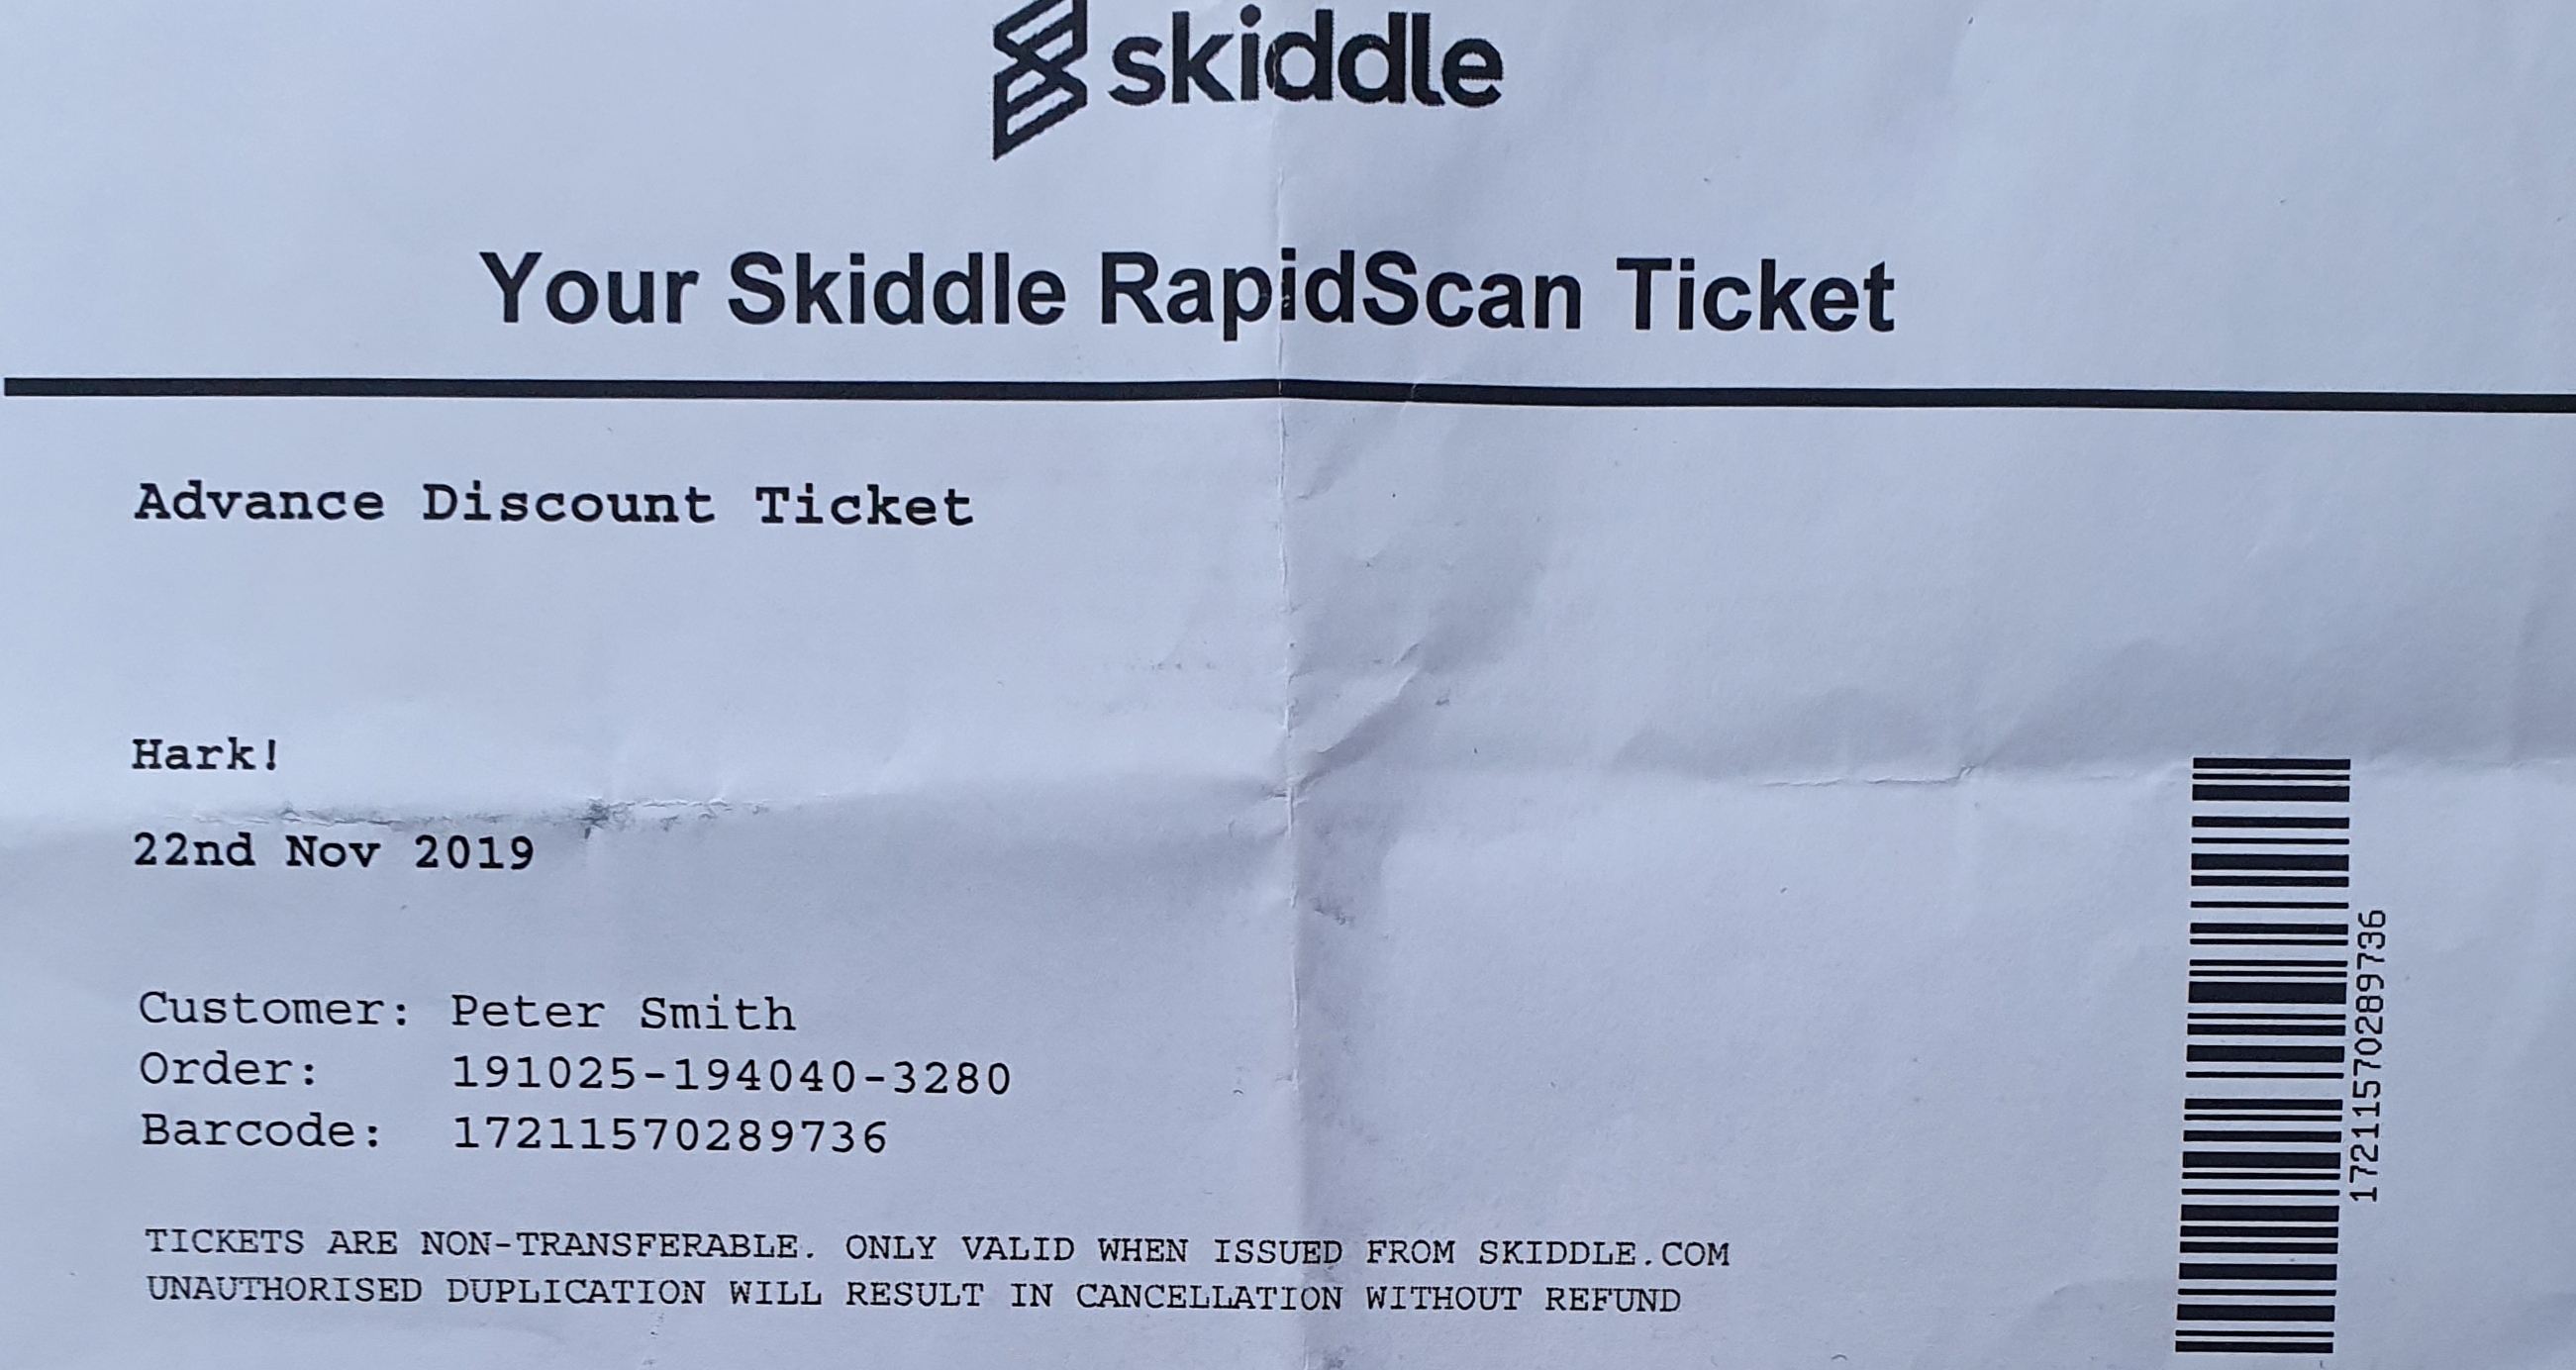 skiddle
Your Skiddle RapidScan Ticket
Advance Discount Ticket
Hark!
22nd Nov 2019
Customer: Peter Smith
Order: 191025-194040-3280
Barcode: 17211570289736
TICKETS ARE NON-TRANSFERABLE. ONLY VALID WHEN ISSUED FROM SKIDDLE.COM
UNAUTHORISED DUPLICATION WILL RESULT IN CANCELLATION WITHOUT REFUND
17211570289736